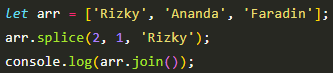 let arr = ['Rizky', 'Ananda', 'Faradin'];
arr.splice(2, 1, 'Rizky');
console.log(arr.join());